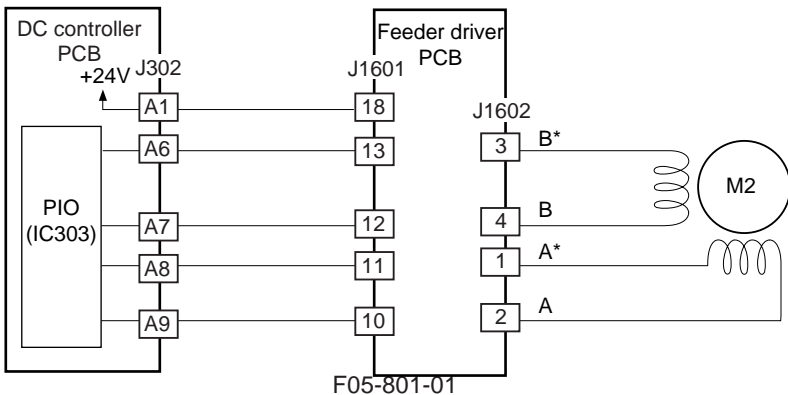 DC controller
PCB
+24V
J302
A1
A6
A7
A8
A9
PIO
(IC303)
Feeder driver
PCB
J1601
18
13
12
11
10
J1602
3
4
1
2
B*
B
A*
A
M2
F05-801-01